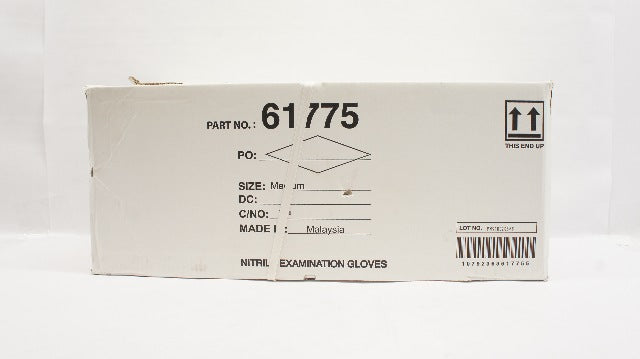 PART NO.: 61775
THIS END UP
PO:
SIZE: Medium
DC:
C/NO:
MADE I : Malaysia
LOT NO.
NITRIL EXAMINATION GLOVES